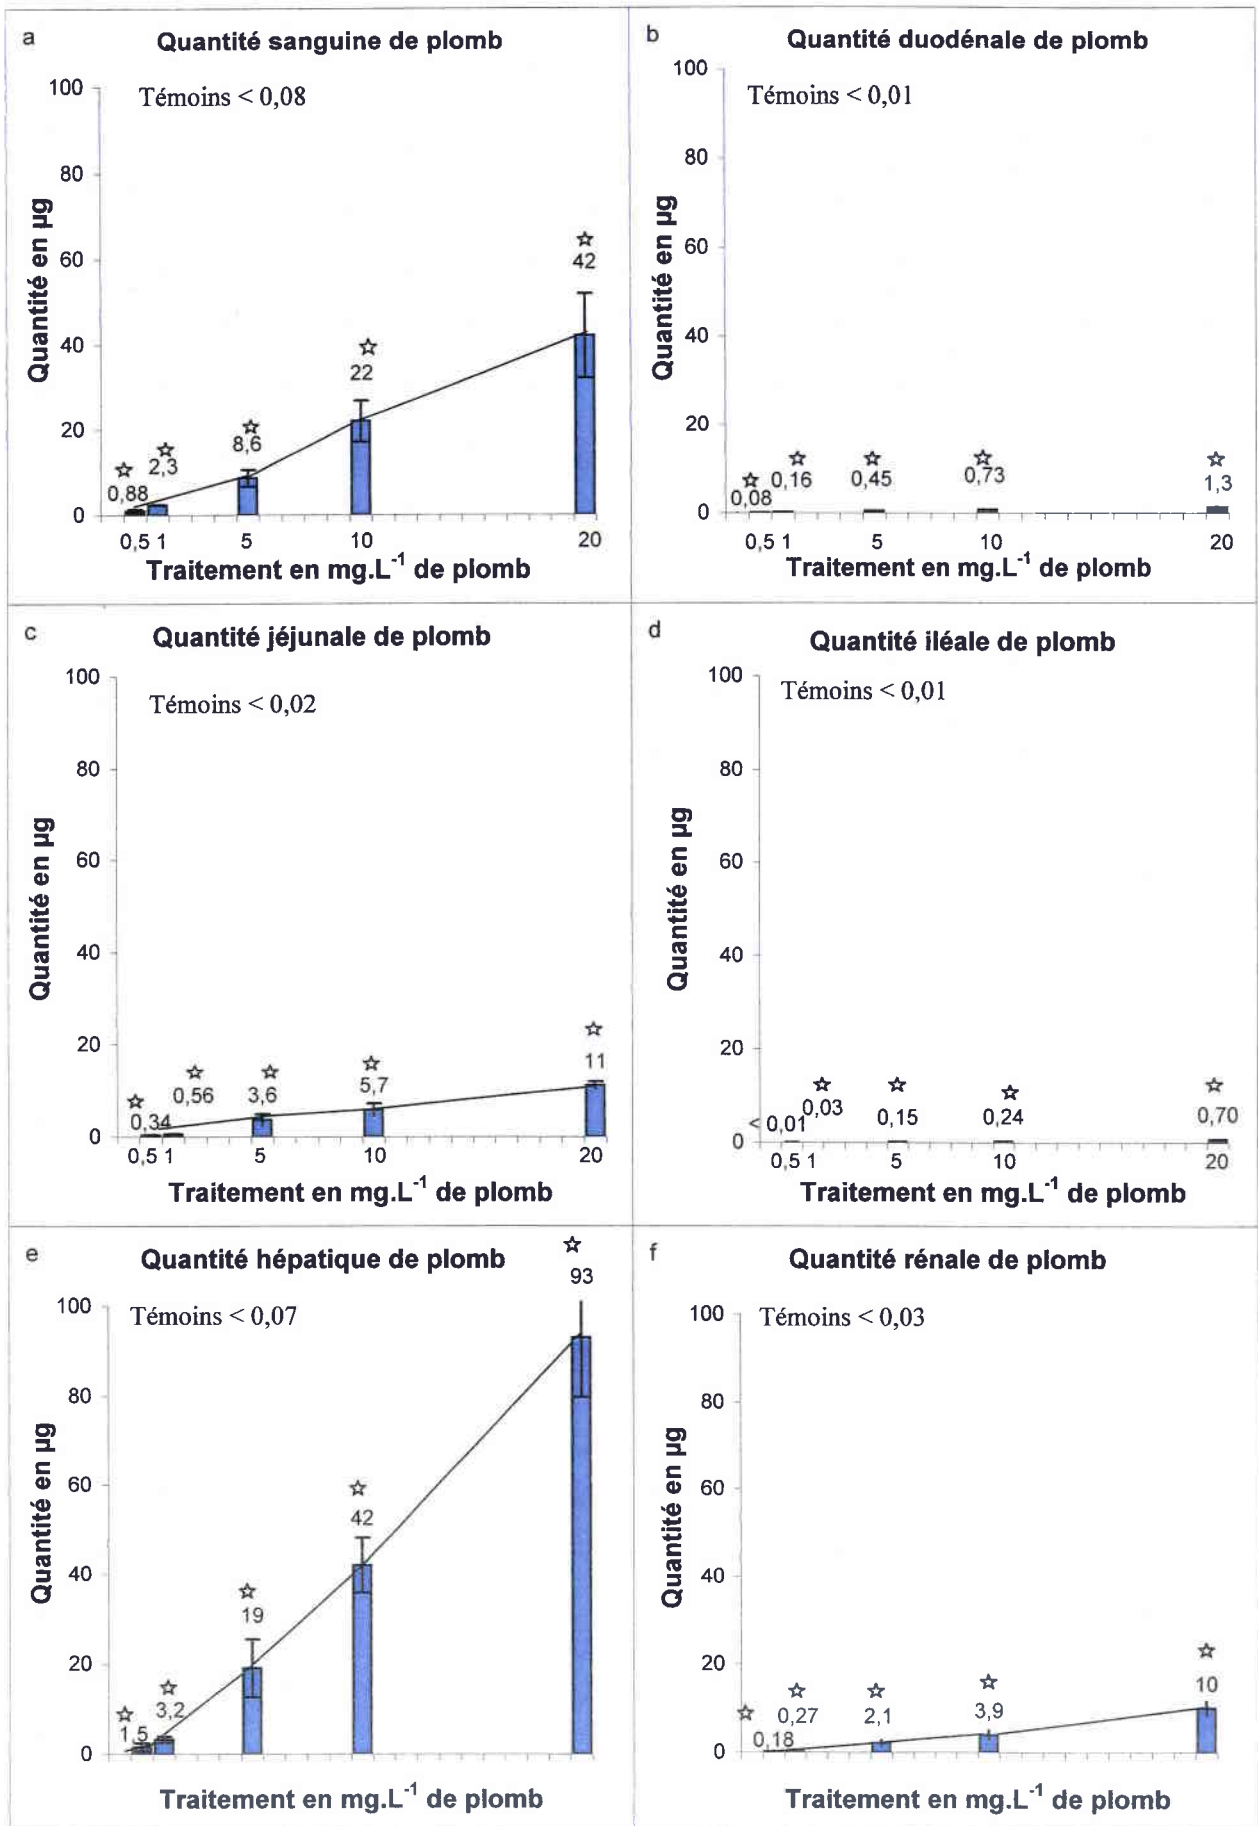 a
Quantité sanguine de plomb
Témoins < 0,08
Quantité en µg
100
80
60
40
20
0
☆ ☆ ☆ ☆ ☆
0,88 2,3 8,6 22 42
0,5 1 5 10 20
Traitement en mg.L⁻¹ de plomb
b
Quantité duodénale de plomb
Témoins < 0,01
Quantité en µg
100
80
60
40
20
0
☆ ☆ ☆ ☆ ☆
0,08 0,16 0,45 0,73 1,3
0,5 1 5 10 20
Traitement en mg.L⁻¹ de plomb
c
Quantité jéjunale de plomb
Témoins < 0,02
Quantité en µg
100
80
60
40
20
0
☆ ☆ ☆ ☆ ☆
0,34 0,56 3,6 5,7 11
0,5 1 5 10 20
Traitement en mg.L⁻¹ de plomb
d
Quantité iléale de plomb
Témoins < 0,01
Quantité en µg
100
80
60
40
20
0
☆ ☆ ☆ ☆
< 0,01 0,03 0,15 0,24 0,70
0,5 1 5 10 20
Traitement en mg.L⁻¹ de plomb
e
Quantité hépatique de plomb
Témoins < 0,07
Quantité en µg
100
80
60
40
20
0
☆ ☆ ☆ ☆ ☆
1,5 3,2 19 42 93
Traitement en mg.L⁻¹ de plomb
f
Quantité rénale de plomb
Témoins < 0,03
Quantité en µg
100
80
60
40
20
0
☆ ☆ ☆ ☆ ☆
0,18 0,27 2,1 3,9 10
Traitement en mg.L⁻¹ de plomb